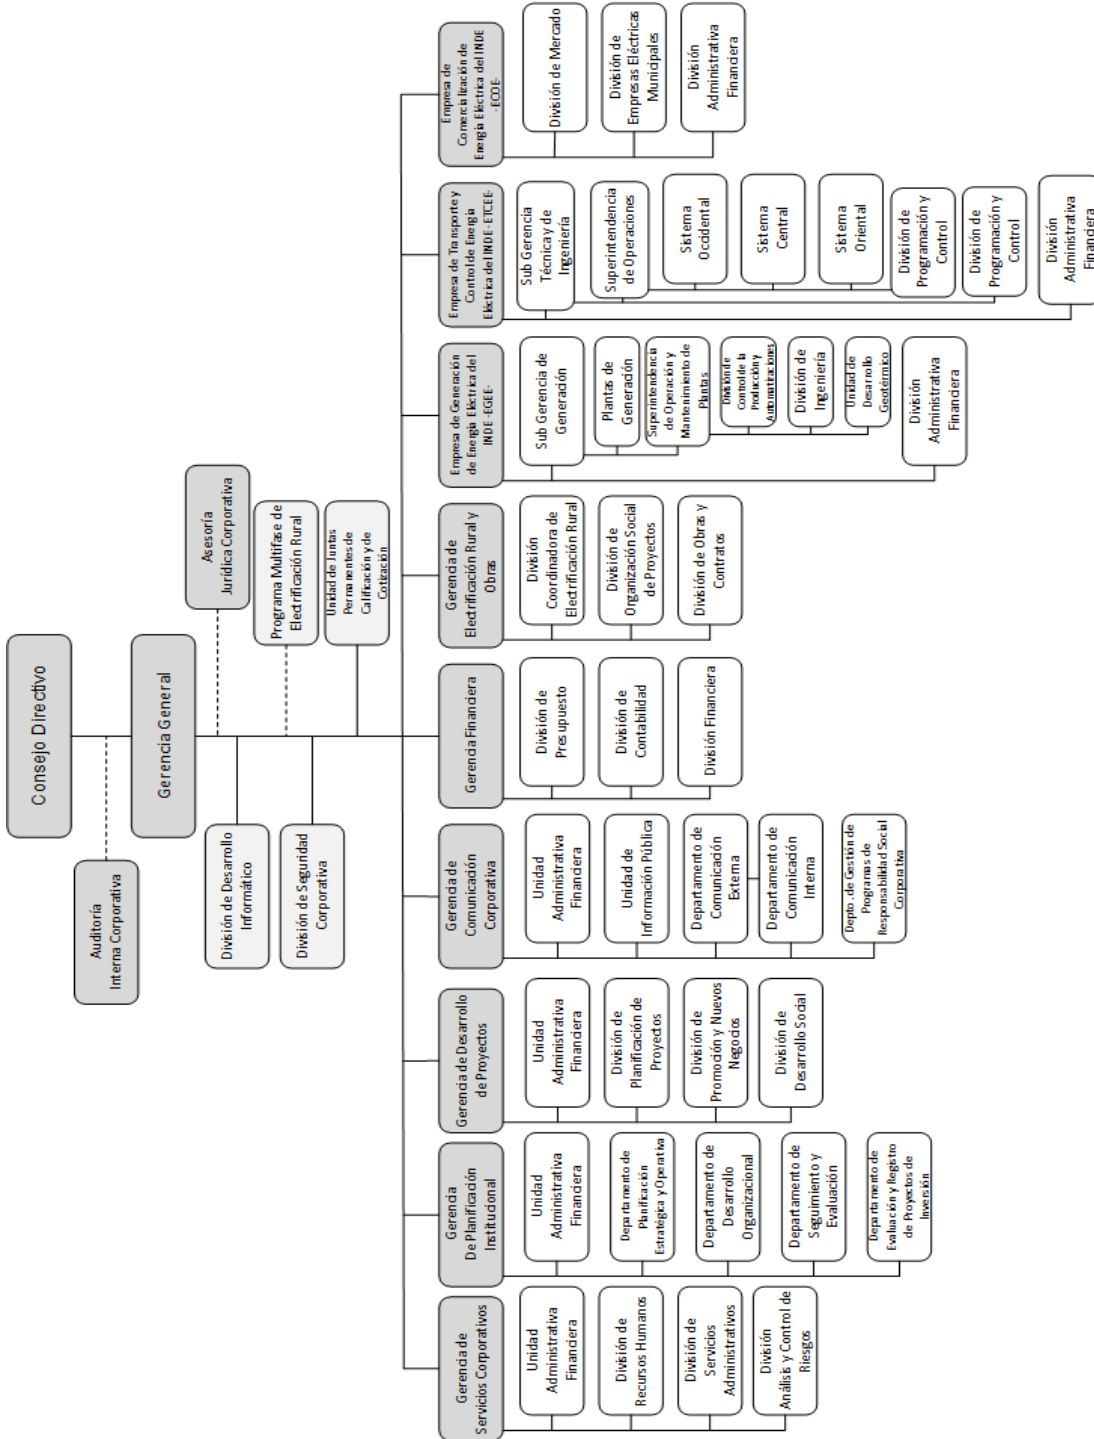 Consejo Directivo
Auditoría
Interna Corporativa
Gerencia General
Asesoría
Jurídica Corporativa
División de Desarrollo
Informático
Programa Multifase de
Electrificación Rural
División de Seguridad
Corporativa
Unidad de Juntas
Permanentes de
Calificación y de
Cotización
Gerencia de
Servicios Corporativos
Unidad
Administrativa
Financiera
División de
Recursos Humanos
División de
Servicios
Administrativos
División
Análisis y Control de
Riesgos
Gerencia
De Planificación
Institucional
Unidad
Administrativa
Financiera
Departamento de
Planificación
Estratégica y Operativa
Departamento de
Desarrollo
Organizacional
Departamento de
Seguimiento y
Evaluación
Departamento de
Evaluación y Registro
de Proyectos de
Inversión
Gerencia de Desarrollo
de Proyectos
Unidad
Administrativa
Financiera
División de
Planificación de
Proyectos
División de
Promoción y Nuevos
Negocios
División de
Desarrollo Social
Gerencia de
Comunicación
Corporativa
Unidad
Administrativa
Financiera
Unidad de
Información Pública
Departamento de
Comunicación
Externa
Departamento de
Comunicación
Interna
Depto. de Gestión de
Programas de
Responsabilidad Social
Corporativa
Gerencia Financiera
División de
Presupuesto
División de
Contabilidad
División Financiera
Gerencia de
Electrificación Rural y
Obras
División
Coordinadora de
Electrificación Rural
División de
Organización Social
de Proyectos
División de Obras y
Contratos
Empresa de Generación
de Energía Eléctrica del
INDE -EGEE-
Sub Gerencia de
Generación
Plantas de
Generación
Superintendencia
de Operación y
Mantenimiento de
Plantas
División de
Control de la
Producción y
Automatizaciones
División de
Ingeniería
Unidad de
Desarrollo
Geotérmico
División
Administrativa
Financiera
Empresa de Transporte y
Control de Energía
Eléctrica del INDE - ETCEE-
Sub Gerencia
Técnica y de
Ingeniería
Superintendencia
de Operaciones
Sistema
Occidental
Sistema
Central
Sistema
Oriental
División de
Programación y
Control
División de
Programación y
Control
División
Administrativa
Financiera
Empresa de
Comercialización de
Energía Eléctrica del INDE
-ECOE-
División de Mercado
División de
Empresas Eléctricas
Municipales
División
Administrativa
Financiera